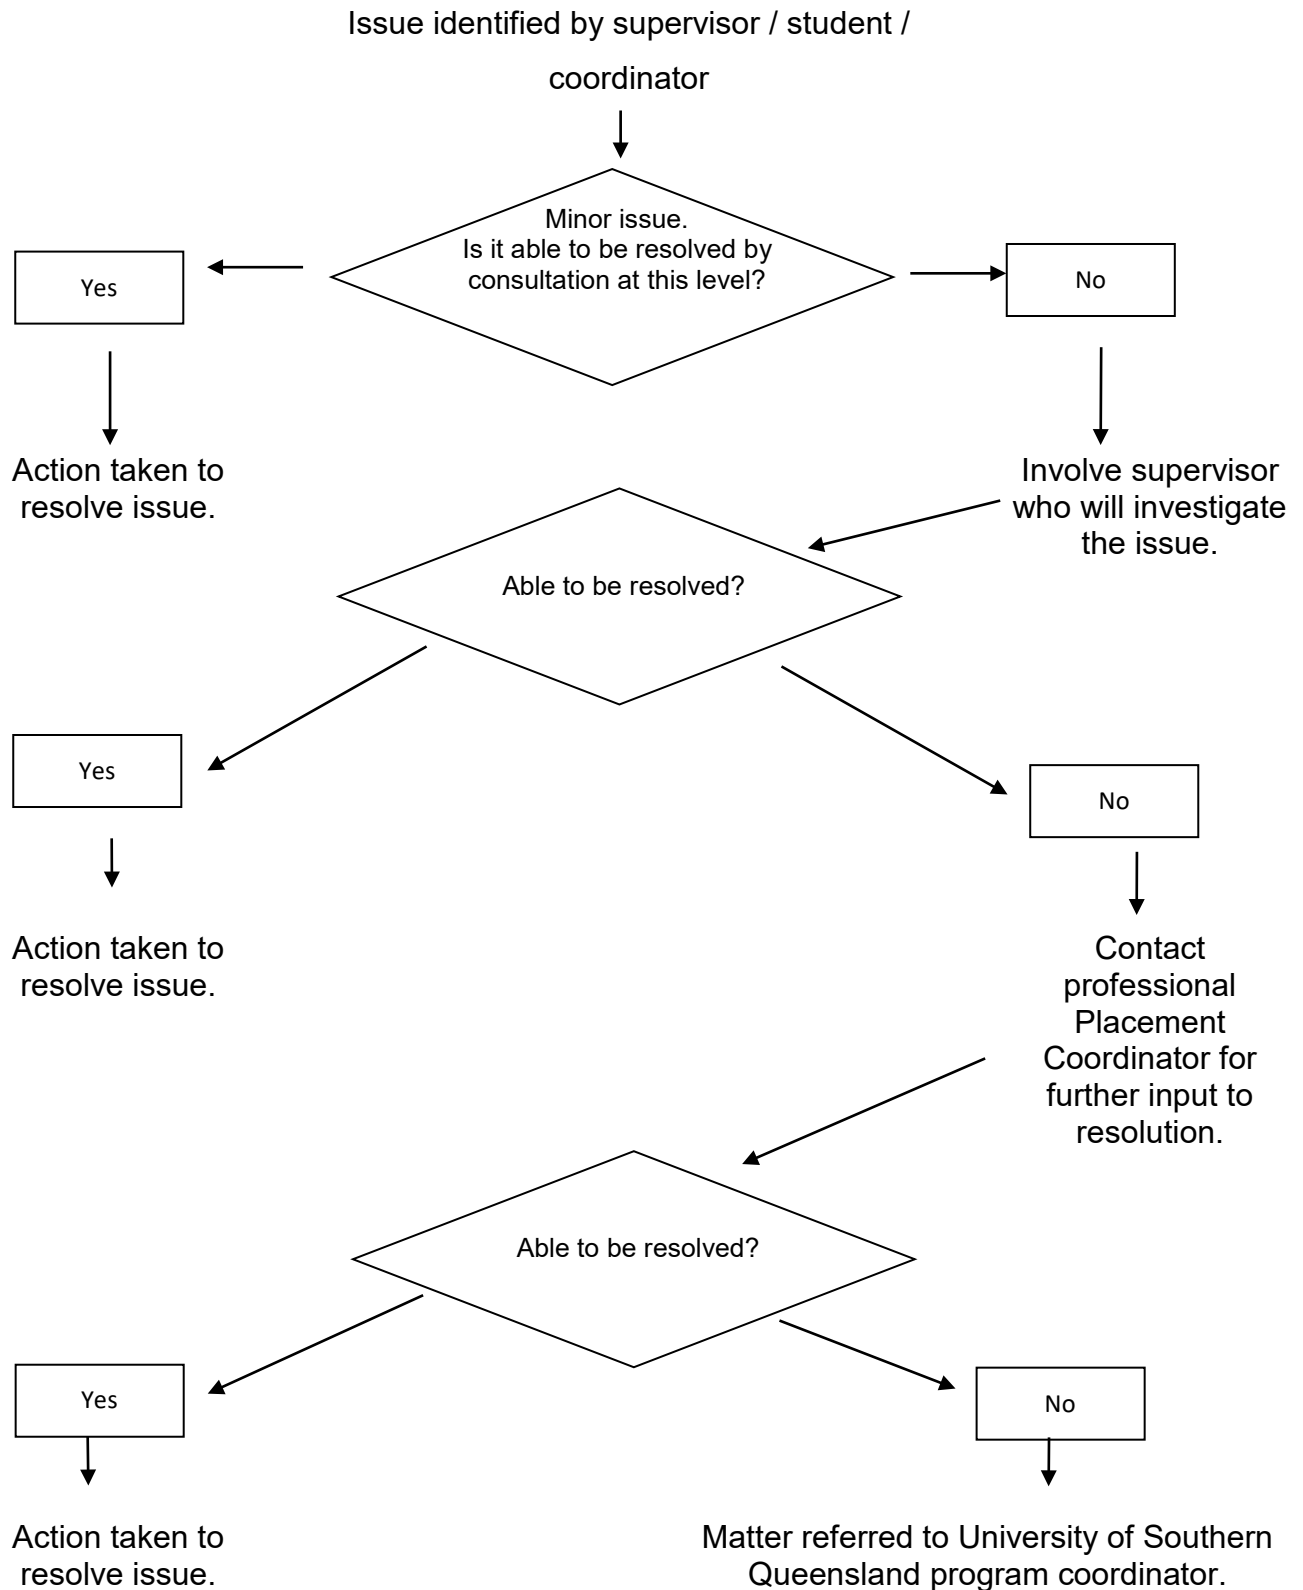 Issue identified by supervisor / student /
coordinator
Minor issue.
Is it able to be resolved by
consultation at this level?
Yes
No
Action taken to
resolve issue.
Involve supervisor
who will investigate
the issue.
Able to be resolved?
Yes
No
Action taken to
resolve issue.
Contact
professional
Placement
Coordinator for
further input to
resolution.
Able to be resolved?
Yes
No
Action taken to
resolve issue.
Matter referred to University of Southern
Queensland program coordinator.